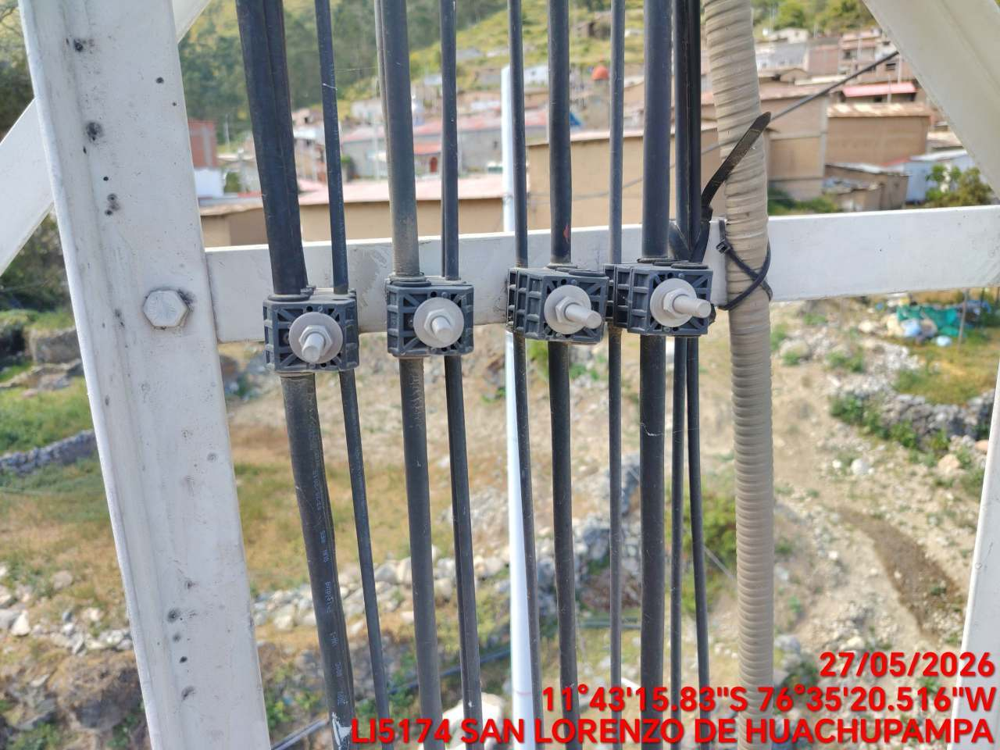 27/05/2026
11°43'15.83"S 76°35'20.516"W
LI5174 SAN LORENZO DE HUACHUPAMPA